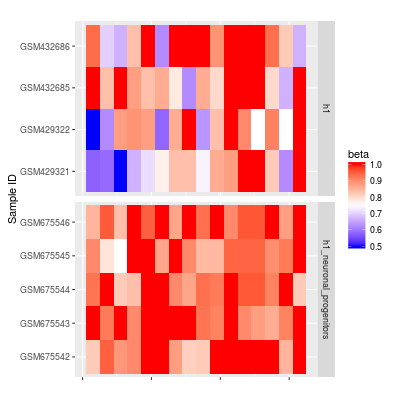 GSM432686
GSM432685
GSM429322
GSM429321
h1
GSM675546
GSM675545
GSM675544
GSM675543
GSM675542
h1_neuronal_progenitors
Sample ID
beta
1.0
0.9
0.8
0.7
0.6
0.5